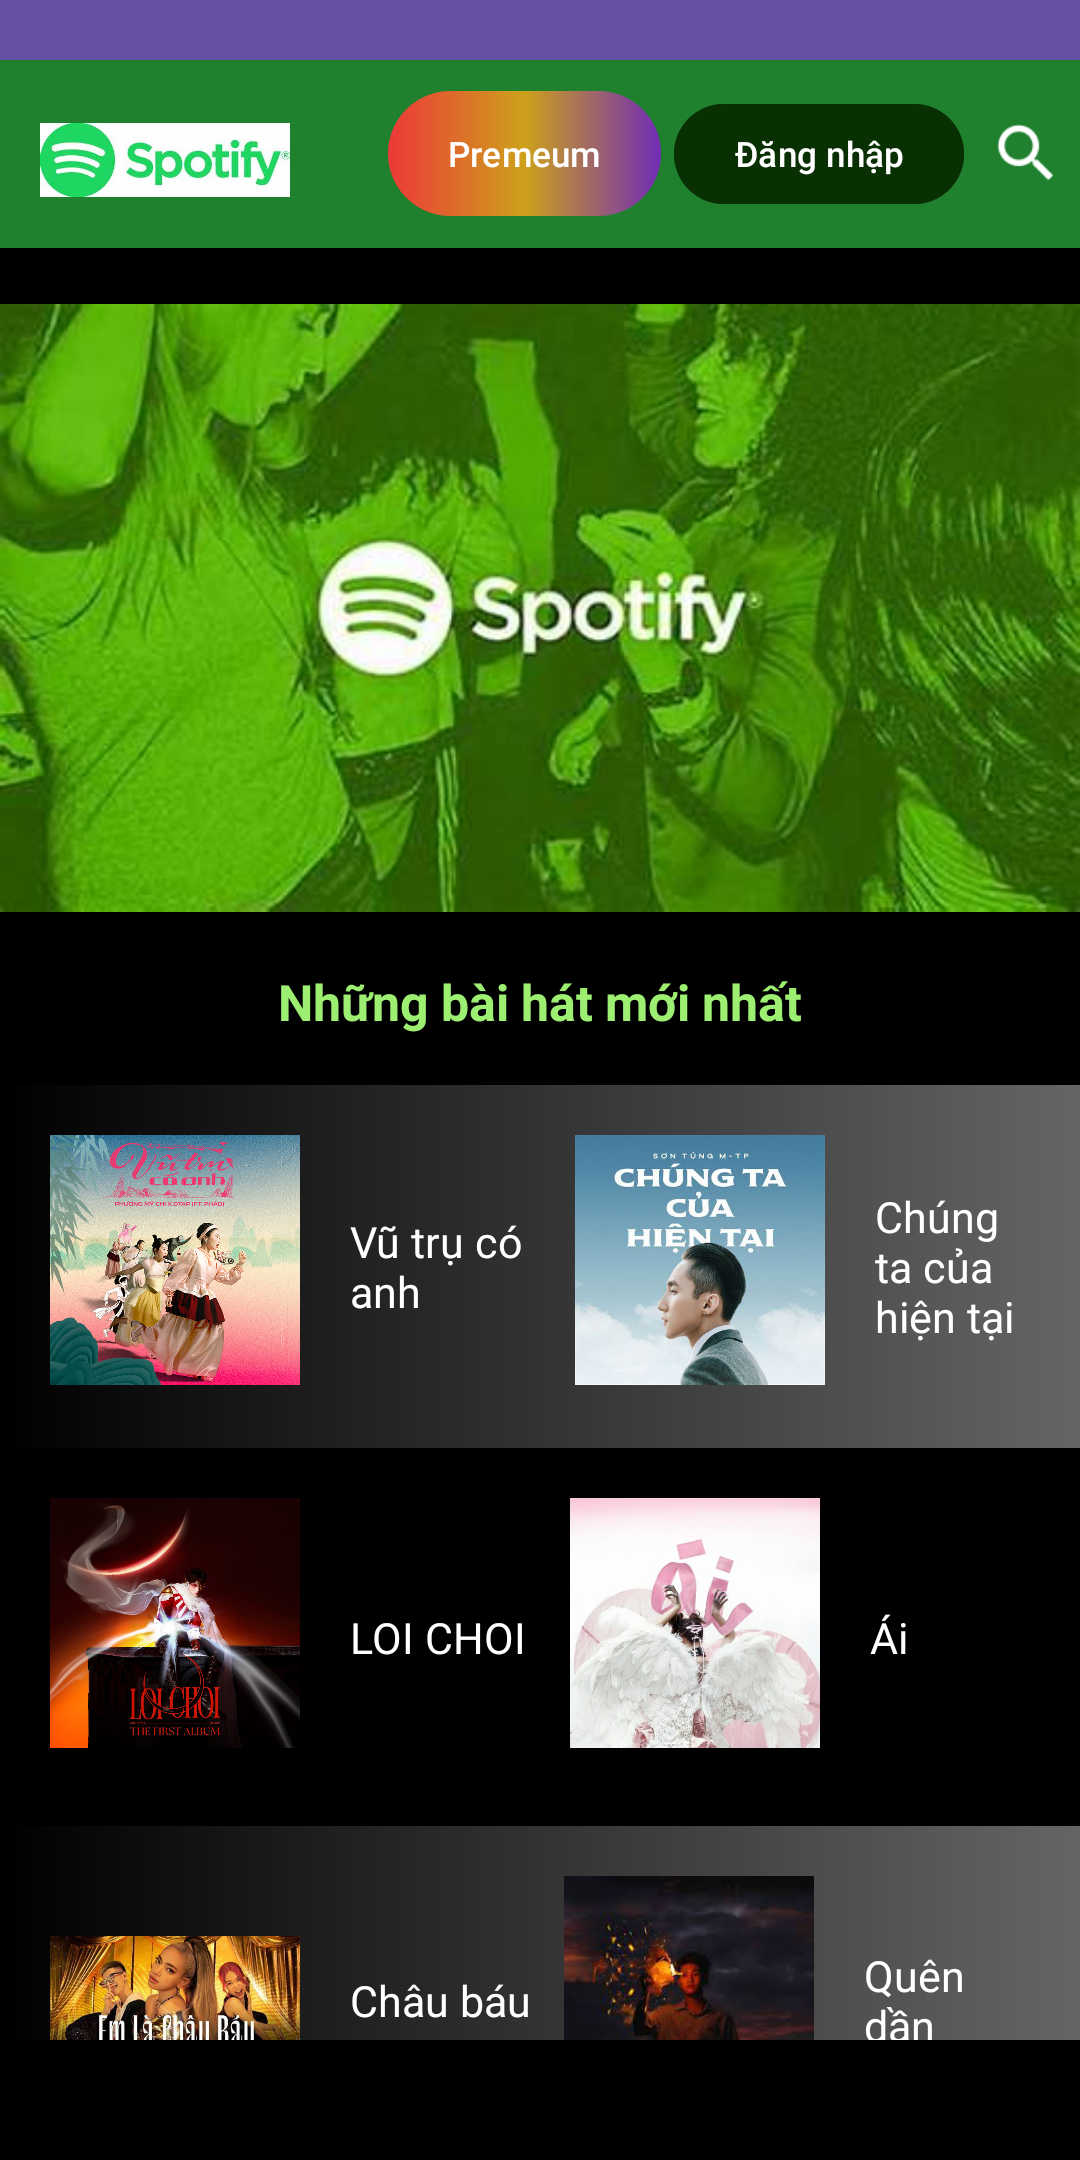 Spotify®
Premeum
Đăng nhập
Spotify®
Những bài hát mới nhất
có anh
PHƯƠNG MỸ CHI X DTAP (FT. PHÁO)
Vũ trụ có
anh
SƠN TÙNG M-TP
CHÚNG TA
CỦA
HIỆN TẠI
Chúng
ta của
hiện tại
LOI CHOI
THE FIRST ALBUM
LOI CHOI
ái
Ái
Em Là Châu Báu
Châu báu
Quên
dần